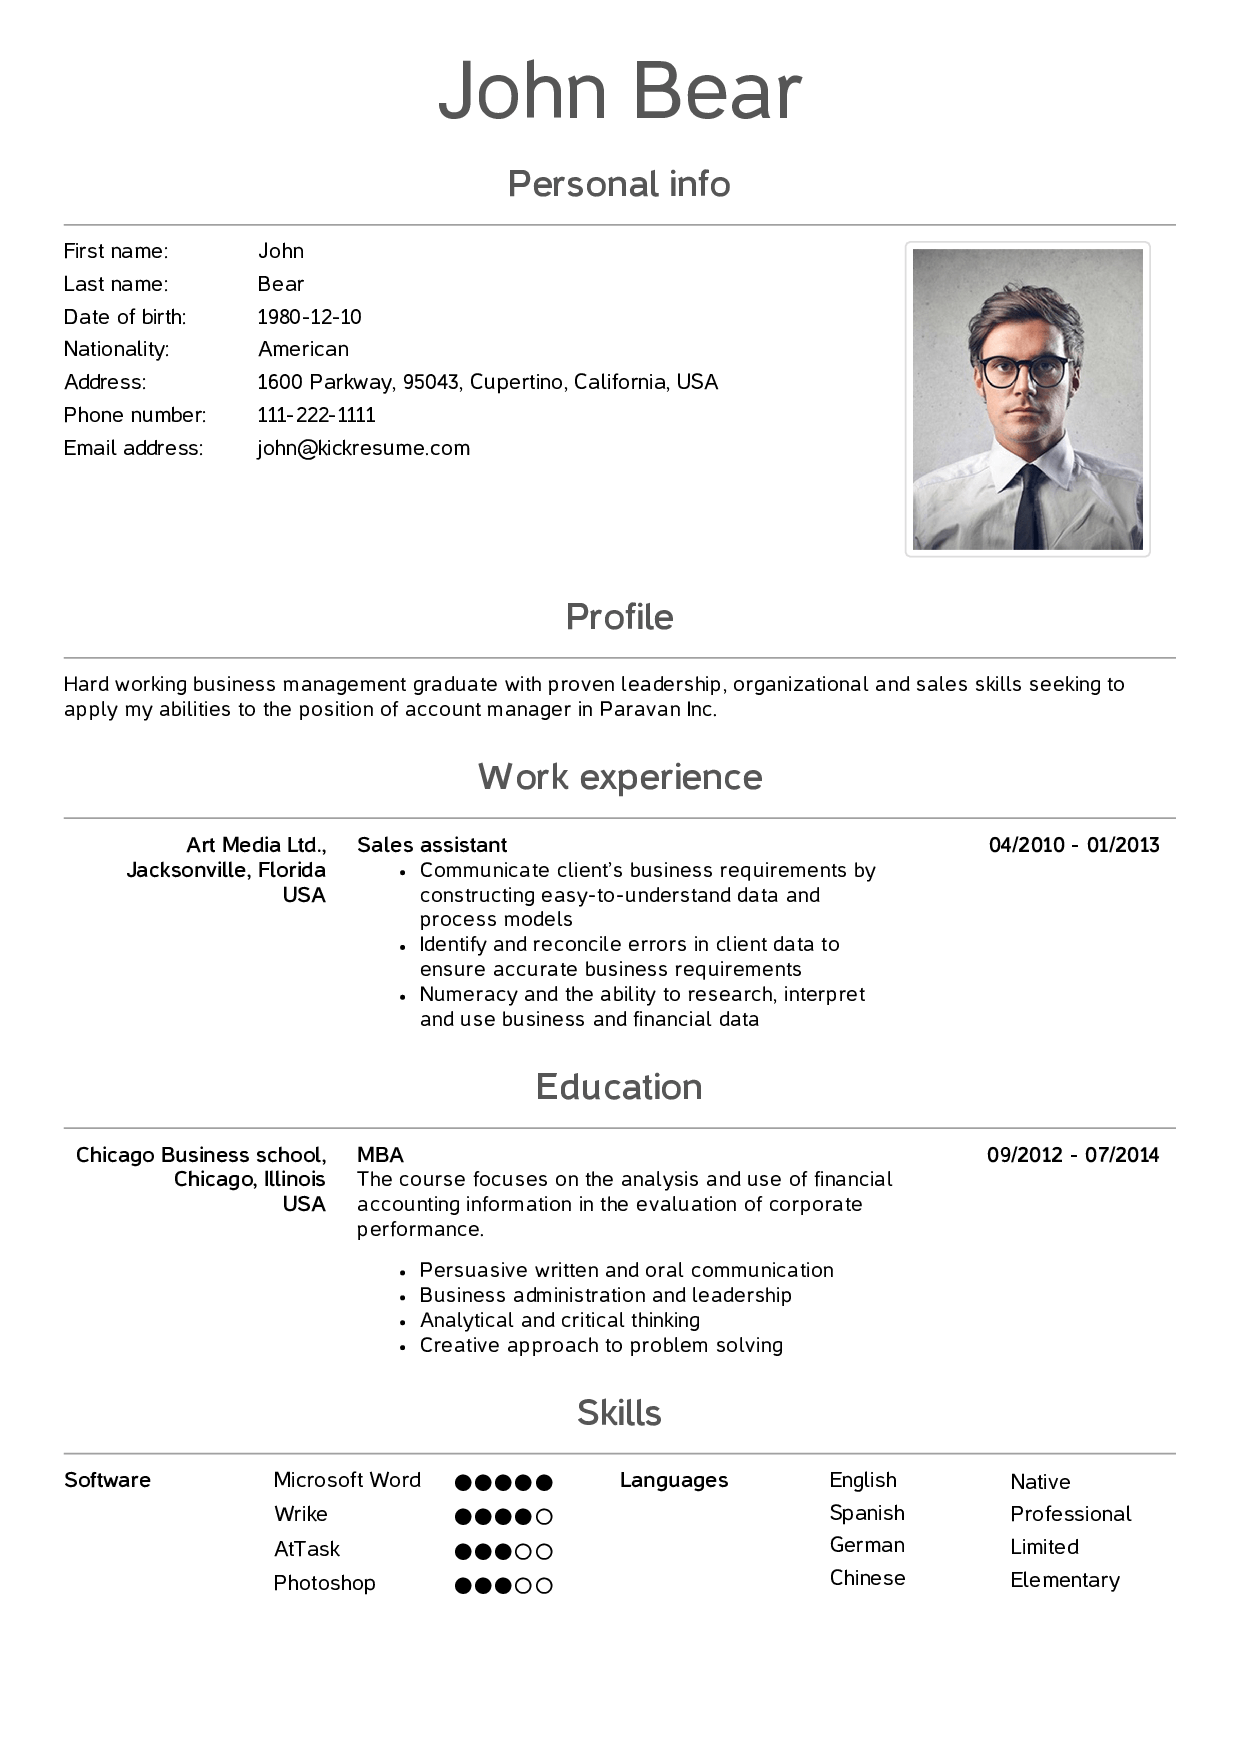 John Bear
Personal info
First name: John
Last name: Bear
Date of birth: 1980-12-10
Nationality: American
Address: 1600 Parkway, 95043, Cupertino, California, USA
Phone number: 111-222-1111
Email address: john@kickresume.com
Profile
Hard working business management graduate with proven leadership, organizational and sales skills seeking to
apply my abilities to the position of account manager in Paravan Inc.
Work experience
Art Media Ltd.,
Jacksonville, Florida
USA
Sales assistant
04/2010 - 01/2013
• Communicate client’s business requirements by
constructing easy-to-understand data and
process models
• Identify and reconcile errors in client data to
ensure accurate business requirements
• Numeracy and the ability to research, interpret
and use business and financial data
Education
Chicago Business school,
Chicago, Illinois
USA
MBA
09/2012 - 07/2014
The course focuses on the analysis and use of financial
accounting information in the evaluation of corporate
performance.
• Persuasive written and oral communication
• Business administration and leadership
• Analytical and critical thinking
• Creative approach to problem solving
Skills
Software
Microsoft Word ●●●●●
Wrike ●●●●○
AtTask ●●●○○
Photoshop ●●●○○
Languages
English Native
Spanish Professional
German Limited
Chinese Elementary